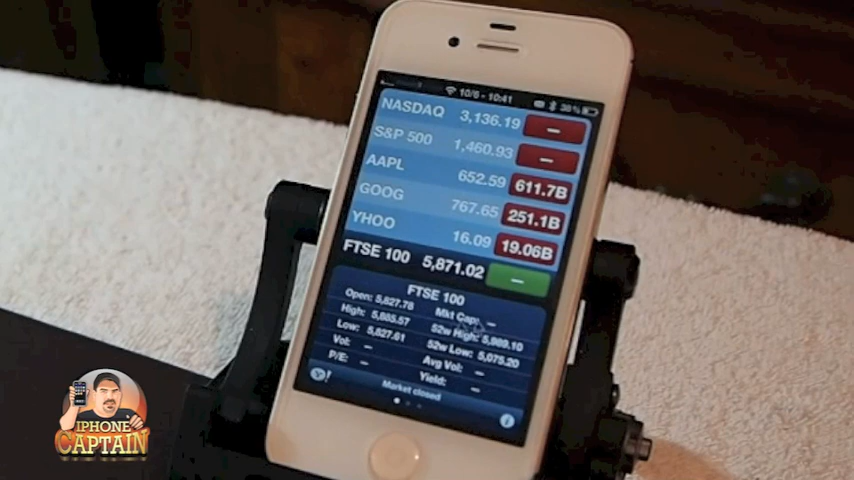 10/6 - 10:41
38%
NASDAQ 3,136.19 —
S&P 500 1,460.93 —
AAPL 652.59 611.7B
GOOG 767.65 251.1B
YHOO 16.09 19.06B
FTSE 100 5,871.02 —
FTSE 100
Open: 5,827.78 Mkt Cap: —
High: 5,885.57 52w High: 5,989.10
Low: 5,827.61 52w Low: 5,075.20
Vol: — Avg Vol: —
P/E: — Yield: —
Y! Market closed i
IPHONE
CAPTAIN